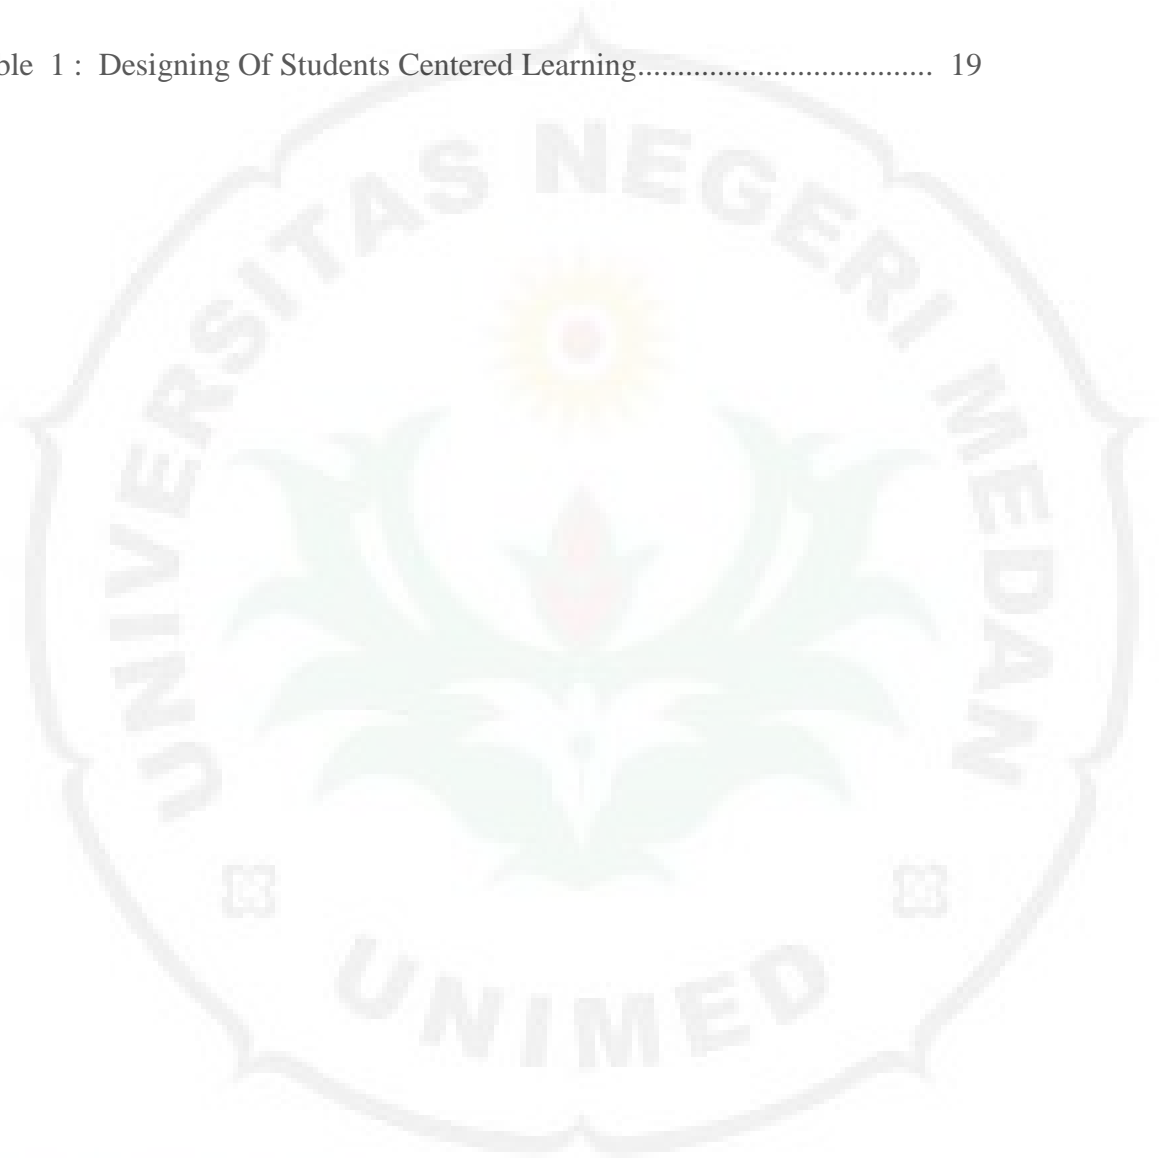 ble 1 : Designing Of Students Centered Learning.................................... 19
UNIVERSITAS NEGERI MEDAN
UNIMED